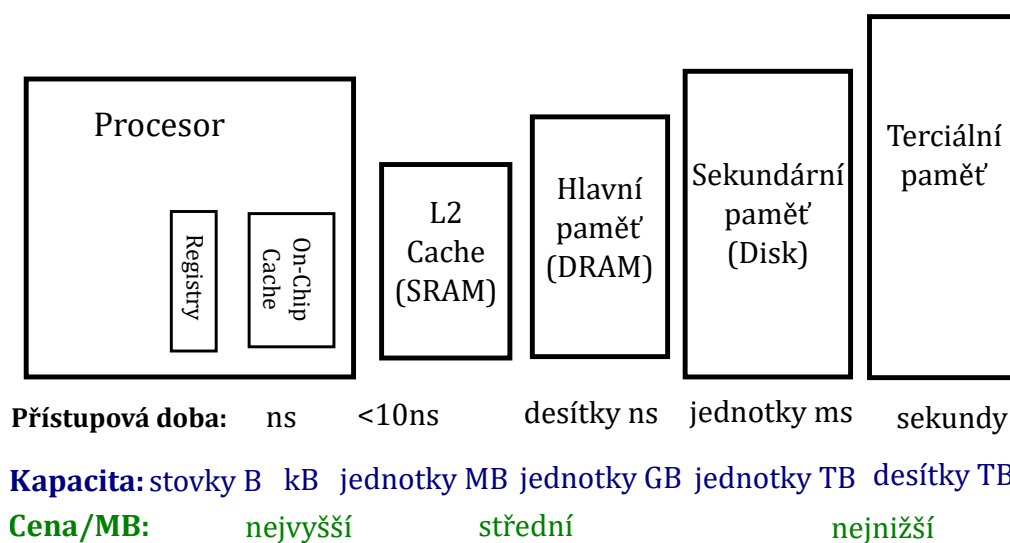 Procesor
Registry
On-Chip
Cache
L2
Cache
(SRAM)
Hlavní
paměť
(DRAM)
Sekundární
paměť
(Disk)
Terciální
paměť
Přístupová doba: ns <10ns desítky ns jednotky ms sekundy
Kapacita: stovky B kB jednotky MB jednotky GB jednotky TB desítky TB
Cena/MB: nejvyšší střední nejnižší